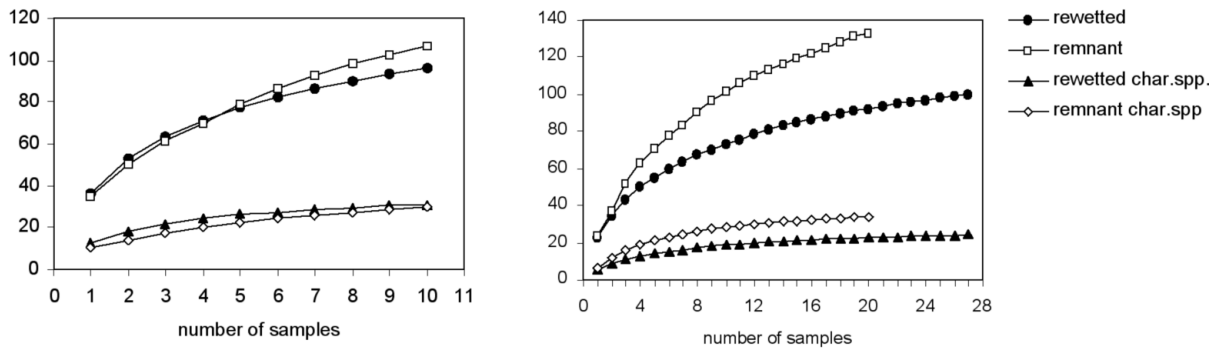 120
100
80
60
40
20
0
0 1 2 3 4 5 6 7 8 9 10 11
number of samples
140
120
100
80
60
40
20
0
0 4 8 12 16 20 24 28
number of samples
rewetted
remnant
rewetted char.spp.
remnant char.spp